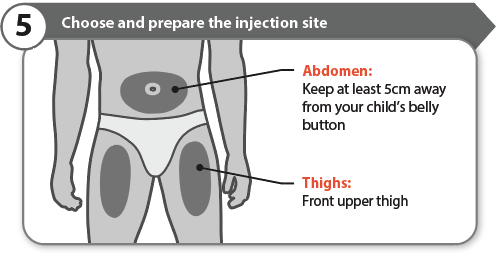 5
Choose and prepare the injection site
Abdomen:
Keep at least 5cm away
from your child's belly
button
Thighs:
Front upper thigh